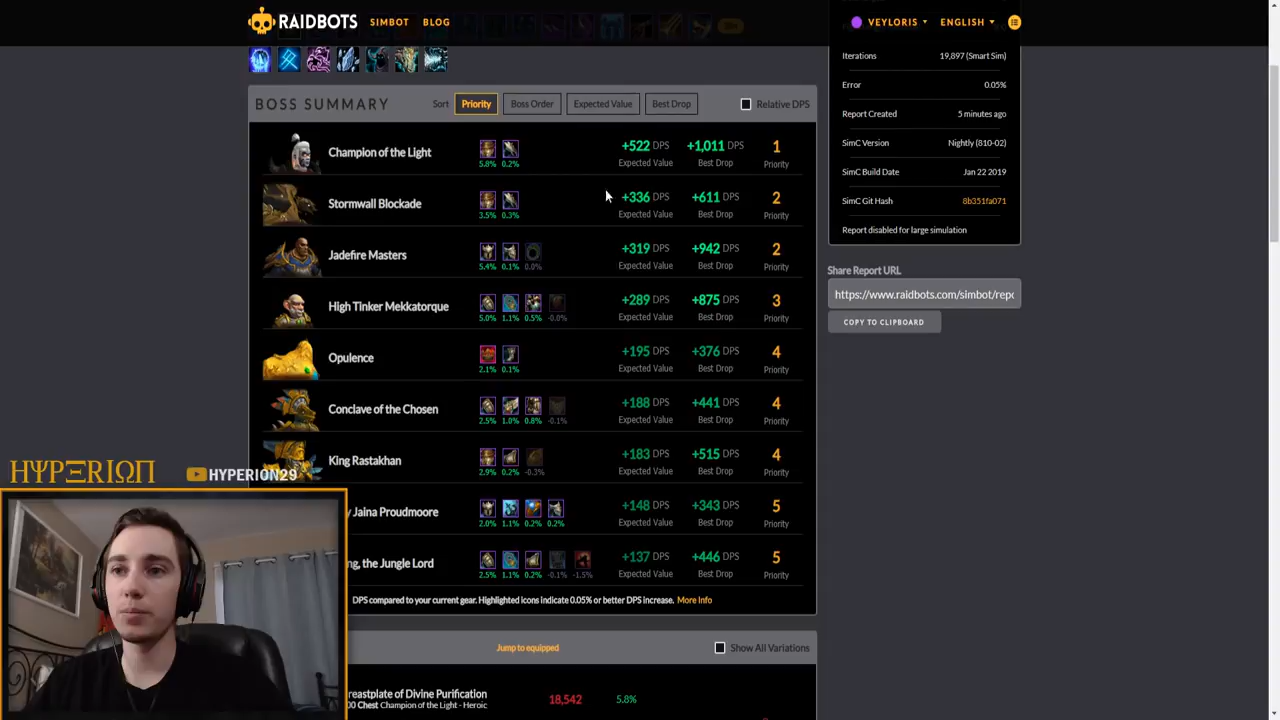 RAIDBOTS SIMBOT BLOG VEYLORIS ENGLISH
BOSS SUMMARY Sort Priority Boss Order Expected Value Best Drop Relative DPS
Champion of the Light 5.8% 0.2% +522 DPS Expected Value +1,011 DPS Best Drop 1 Priority
Stormwall Blockade 3.5% 0.3% +336 DPS Expected Value +611 DPS Best Drop 2 Priority
Jadefire Masters 5.4% 0.1% 0.0% +319 DPS Expected Value +942 DPS Best Drop 2 Priority
High Tinker Mekkatorque 5.0% 1.1% 0.5% -0.0% +289 DPS Expected Value +875 DPS Best Drop 3 Priority
Opulence 2.1% 0.1% +195 DPS Expected Value +376 DPS Best Drop 4 Priority
Conclave of the Chosen 2.5% 1.0% 0.8% -0.1% +188 DPS Expected Value +441 DPS Best Drop 4 Priority
King Rastakhan 2.9% 0.2% -0.3% +183 DPS Expected Value +515 DPS Best Drop 4 Priority
y Jaina Proudmoore 2.0% 1.1% 0.2% 0.2% +148 DPS Expected Value +343 DPS Best Drop 5 Priority
ng, the Jungle Lord 2.5% 1.1% 0.2% -0.1% -1.5% +137 DPS Expected Value +446 DPS Best Drop 5 Priority
DPS compared to your current gear. Highlighted icons indicate 0.05% or better DPS increase. More Info
Jump to equipped Show All Variations
reastplate of Divine Purification 18,542 5.8%
00 Chest Champion of the Light - Heroic
Iterations 19,897 (Smart Sim)
Error 0.05%
Report Created 5 minutes ago
SimC Version Nightly (810-02)
SimC Build Date Jan 22 2019
SimC Git Hash 8b351fa071
Report disabled for large simulation
Share Report URL
https://www.raidbots.com/simbot/repo
COPY TO CLIPBOARD
HΨPΞRIΩΠ HYPERION29